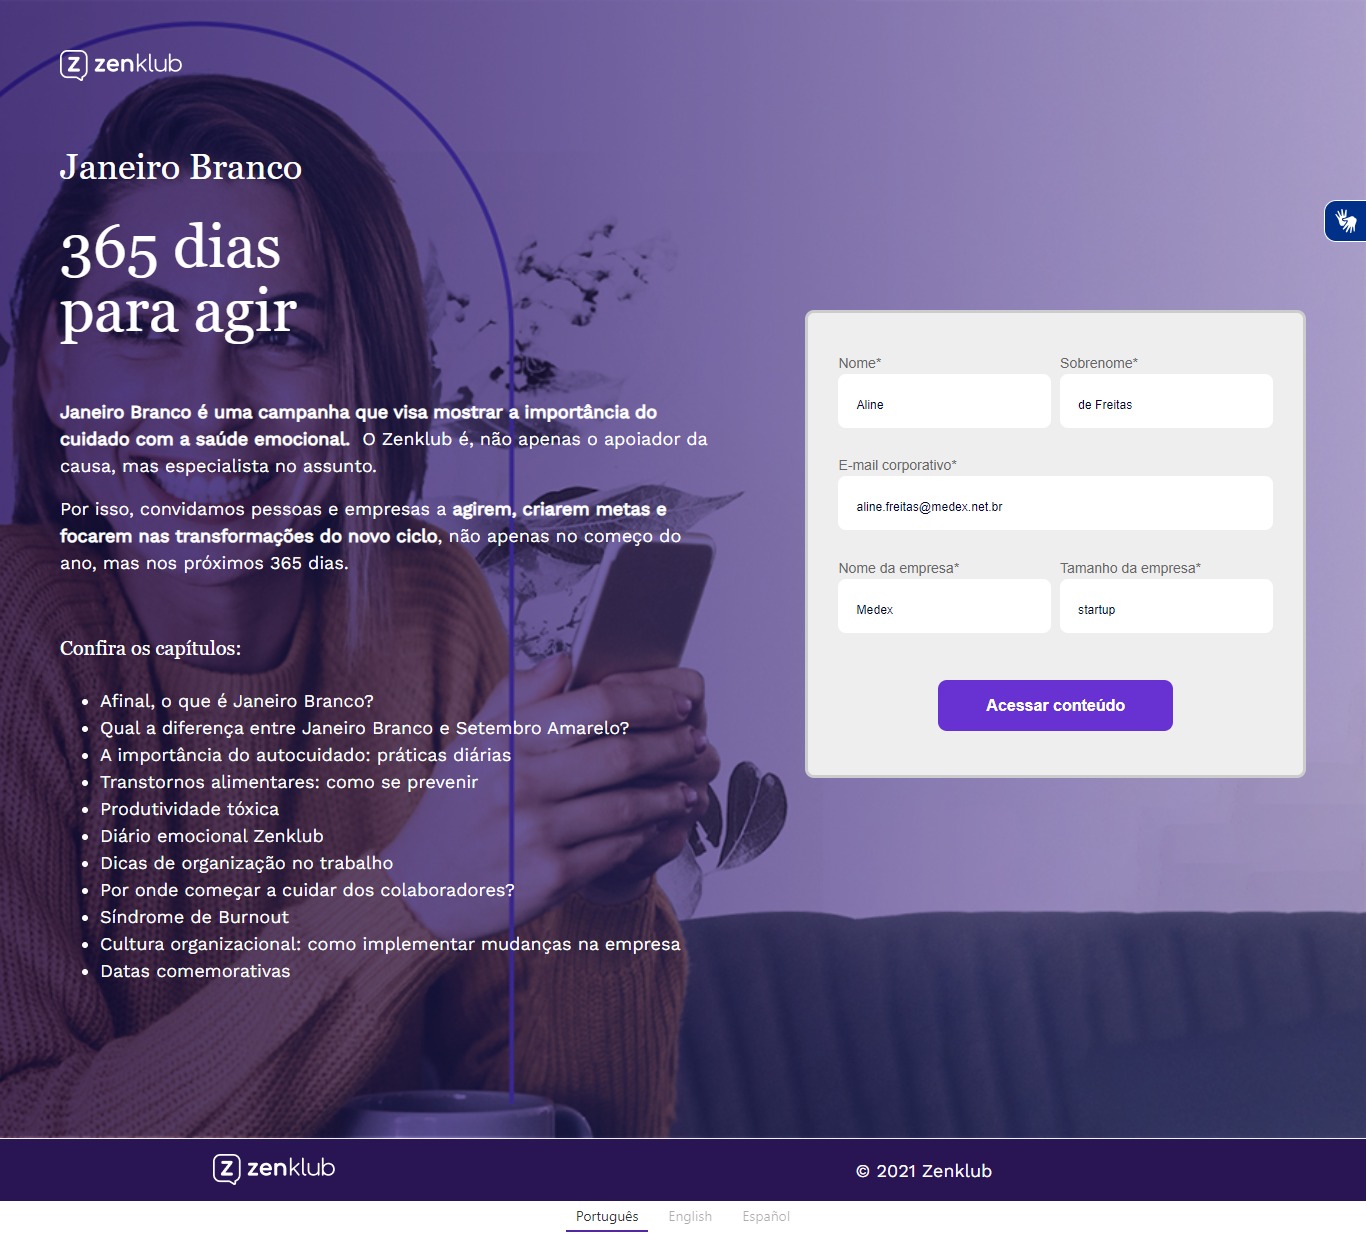 zenklub
Janeiro Branco
365 dias
para agir
Janeiro Branco é uma campanha que visa mostrar a importância do
cuidado com a saúde emocional. O Zenklub é, não apenas o apoiador da
causa, mas especialista no assunto.
Por isso, convidamos pessoas e empresas a agirem, criarem metas e
focarem nas transformações do novo ciclo, não apenas no começo do
ano, mas nos próximos 365 dias.
Confira os capítulos:
• Afinal, o que é Janeiro Branco?
• Qual a diferença entre Janeiro Branco e Setembro Amarelo?
• A importância do autocuidado: práticas diárias
• Transtornos alimentares: como se prevenir
• Produtividade tóxica
• Diário emocional Zenklub
• Dicas de organização no trabalho
• Por onde começar a cuidar dos colaboradores?
• Síndrome de Burnout
• Cultura organizacional: como implementar mudanças na empresa
• Datas comemorativas
Nome* Sobrenome*
Aline de Freitas
E-mail corporativo*
aline.freitas@medex.net.br
Nome da empresa* Tamanho da empresa*
Medex startup
Acessar conteúdo
zenklub © 2021 Zenklub
Português English Español